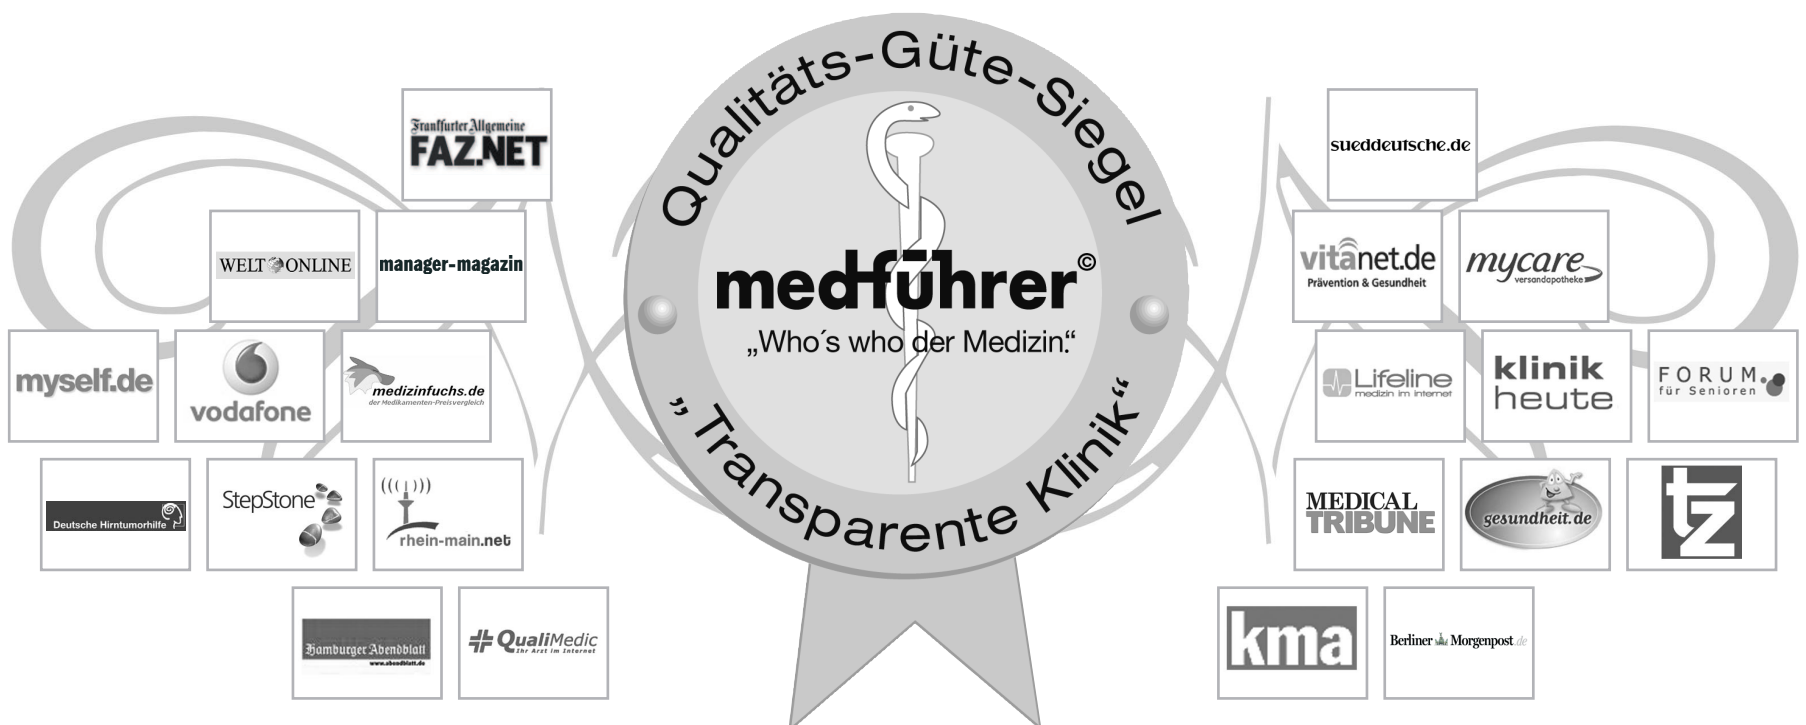 Qualitäts-Güte-Siegel
medführer©
„Who´s who der Medizin.“
„Transparente Klinik“
Frankfurter Allgemeine
FAZ.NET
WELT ONLINE
manager-magazin
myself.de
vodafone
medizinfuchs.de
der Medikamenten-Preisvergleich
Deutsche Hirntumorhilfe
StepStone
rhein-main.net
Hamburger Abendblatt
www.abendblatt.de
QualiMedic
Ihr Arzt im Internet
sueddeutsche.de
vitanet.de
Prävention & Gesundheit
mycare
versandapotheke
Lifeline
medizin im internet
klinik
heute
FORUM
für Senioren
MEDICAL
TRIBUNE
gesundheit.de
tz
kma
Berliner Morgenpost.de